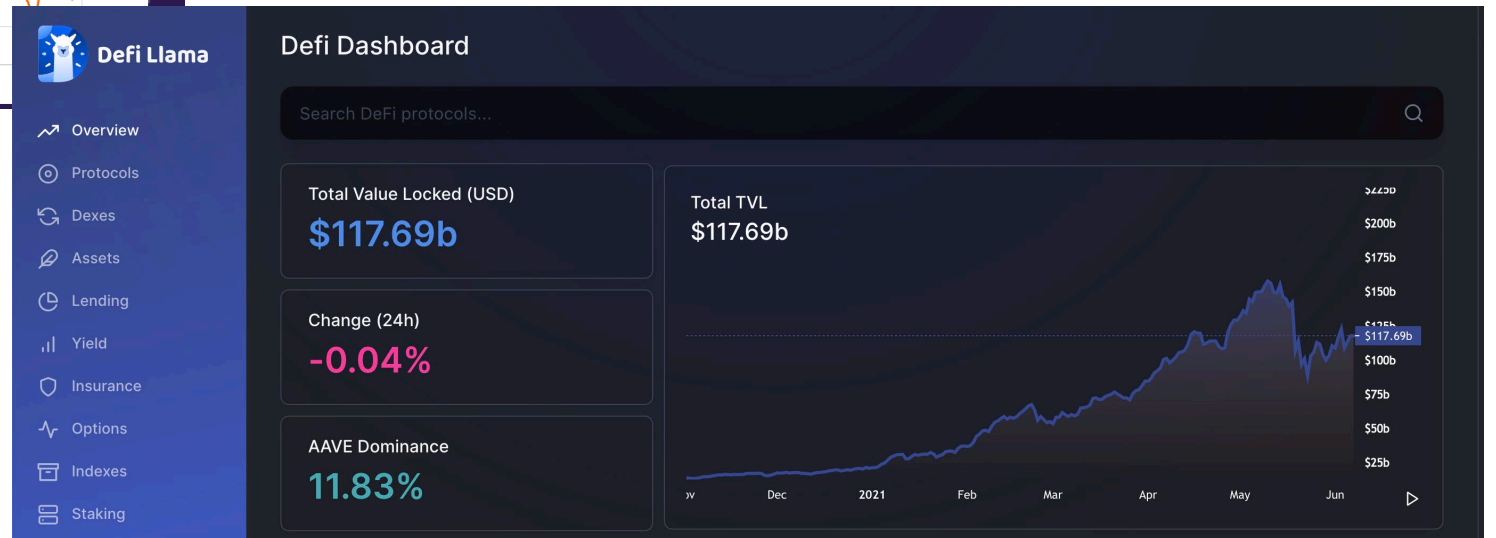 Defi Llama
Overview
Protocols
Dexes
Assets
Lending
Yield
Insurance
Options
Indexes
Staking
Defi Dashboard
Search DeFi protocols...
Total Value Locked (USD)
$117.69b
Change (24h)
-0.04%
AAVE Dominance
11.83%
Total TVL
$117.69b
$225b
$200b
$175b
$150b
$125b
$117.69b
$100b
$75b
$50b
$25b
Dec 2021 Feb Mar Apr May Jun